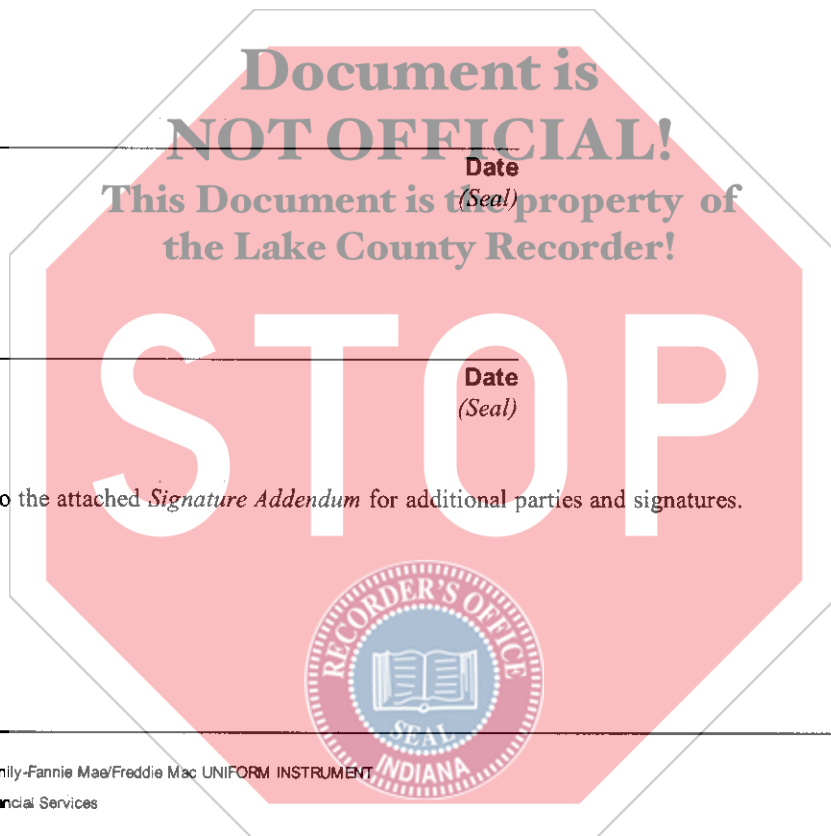 Document is
NOT OFFICIAL!
Date
This Document is the property of
(Seal)
the Lake County Recorder!
STOP
Date
(Seal)
the attached Signature Addendum for additional parties and signatures.
RECORDER'S OFFICE
SEAL
INDIANA
Fannie Mae/Freddie Mac UNIFORM INSTRUMENT
Services